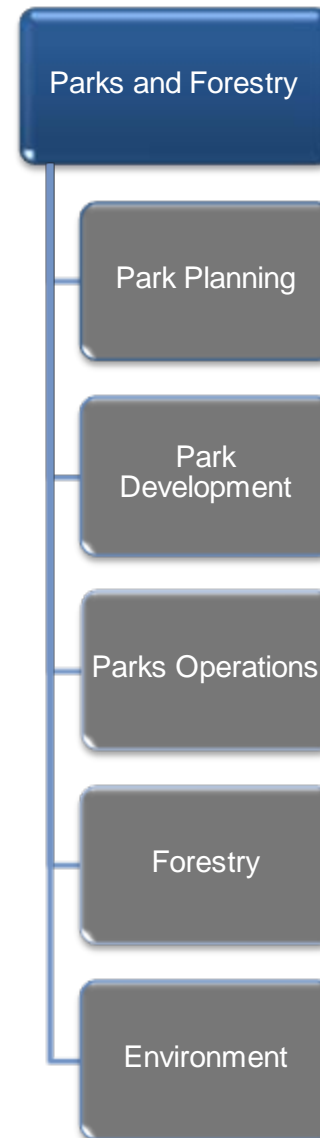 Parks and Forestry
Park Planning
Park
Development
Parks Operations
Forestry
Environment